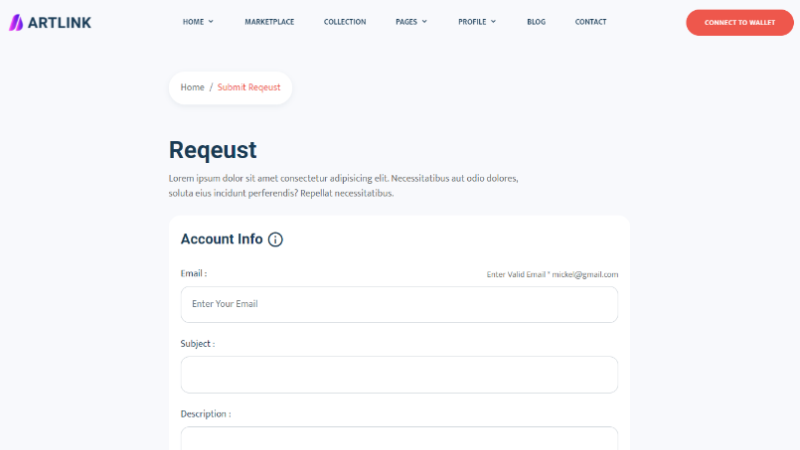 ARTLINK
HOME
MARKETPLACE
COLLECTION
PAGES
PROFILE
BLOG
CONTACT
CONNECT TO WALLET
Home / Submit Reqeust
Reqeust
Lorem ipsum dolor sit amet consectetur adipisicing elit. Necessitatibus aut odio dolores,
soluta eius incidunt perferendis? Repellat necessitatibus.
Account Info
Email :
Enter Valid Email * mickel@gmail.com
Enter Your Email
Subject :
Description :